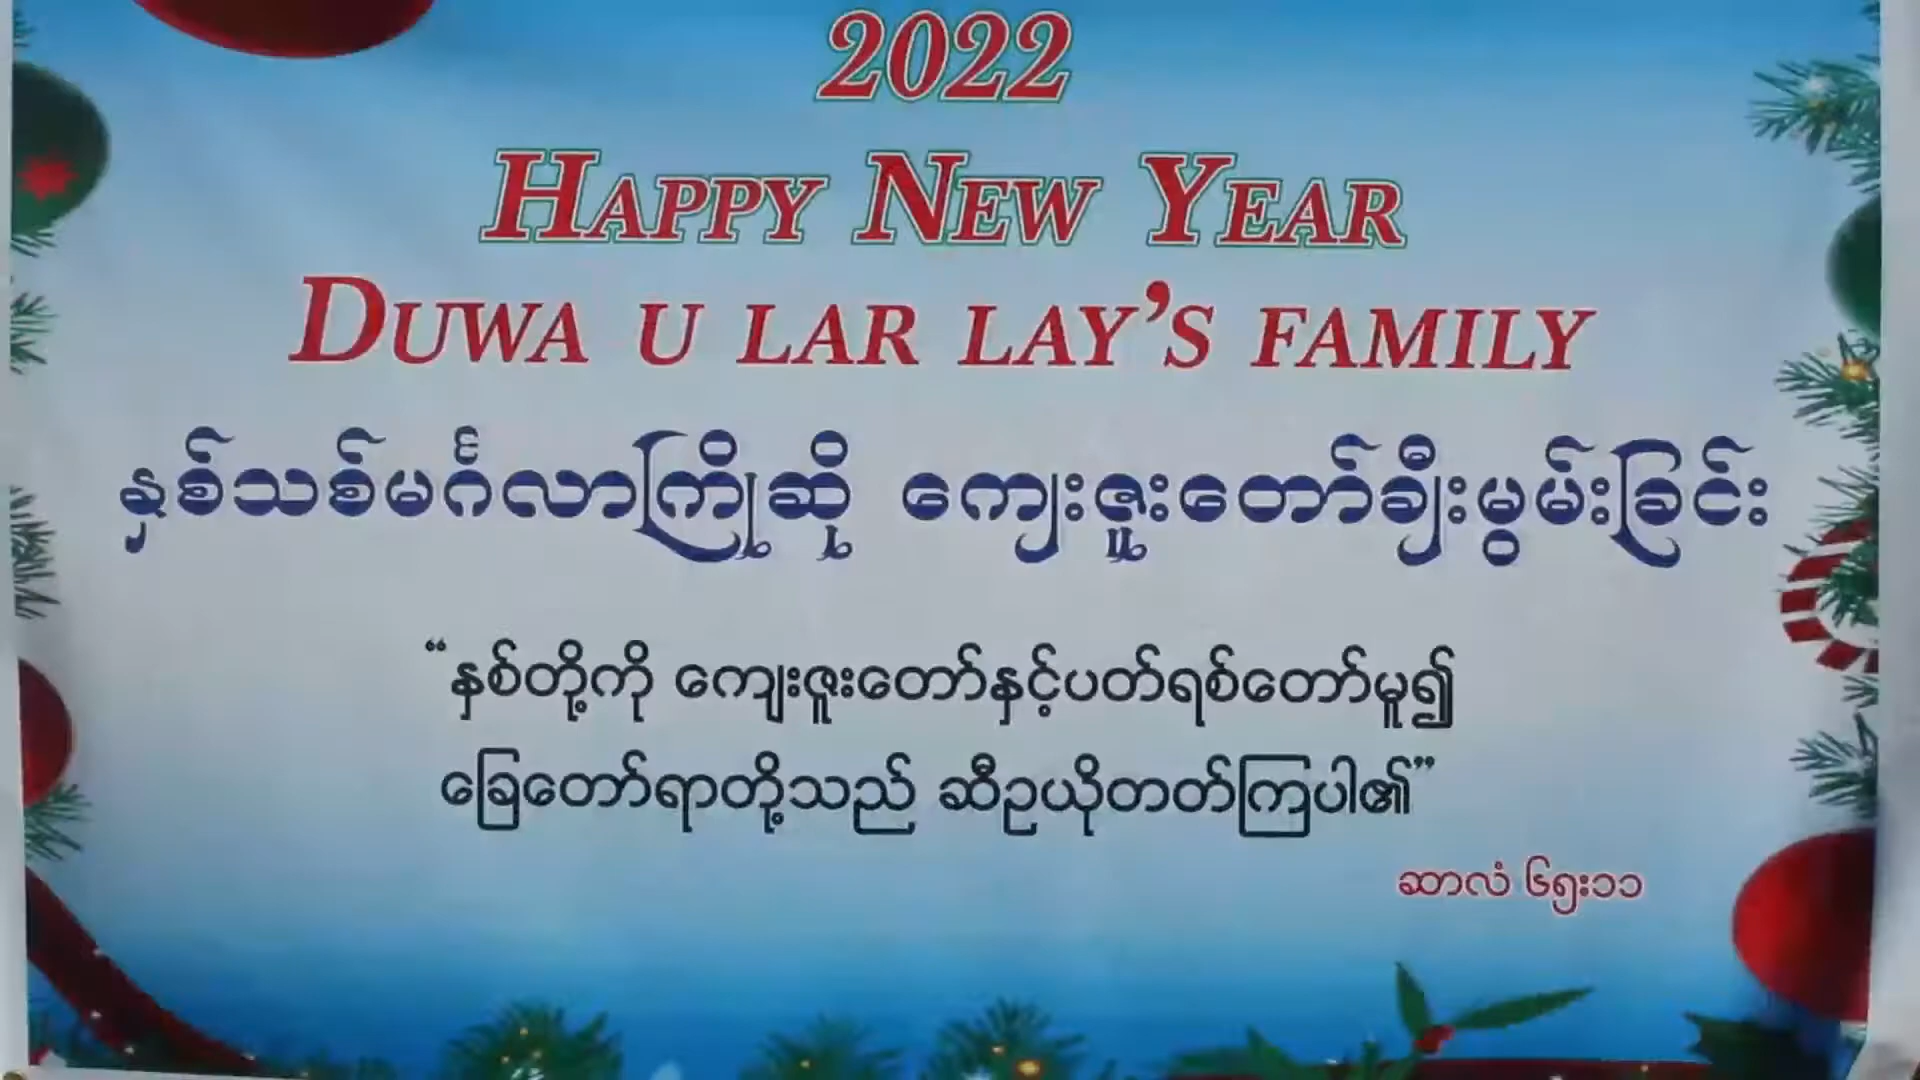 2022
HAPPY NEW YEAR
DUWA U LAR LAY'S FAMILY
နှစ်သစ်မင်္ဂလာကြိုဆို ကျေးဇူးတော်ချီးမွမ်းခြင်း
“နှစ်တို့ကို ကျေးဇူးတော်နှင့်ပတ်ရစ်တော်မူ၍
ခြေတော်ရာတို့သည် ဆီဥယိုတတ်ကြပါ၏”
ဆာလံ ၆၅း၁၁